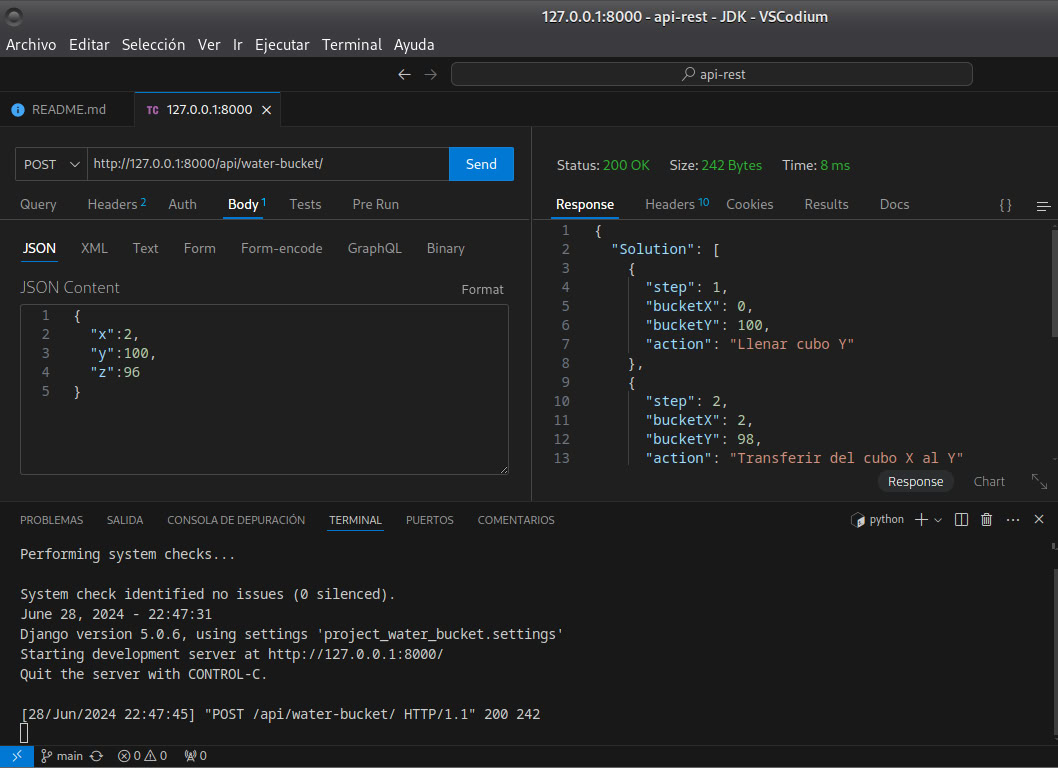 127.0.0.1:8000 - api-rest - JDK - VSCodium
Archivo Editar Selección Ver Ir Ejecutar Terminal Ayuda
api-rest
README.md
TC 127.0.0.1:8000
POST http://127.0.0.1:8000/api/water-bucket/ Send
Query Headers 2 Auth Body 1 Tests Pre Run
JSON XML Text Form Form-encode GraphQL Binary
JSON Content Format
1 {
2 "x":2,
3 "y":100,
4 "z":96
5 }
Status: 200 OK Size: 242 Bytes Time: 8 ms
Response Headers 10 Cookies Results Docs { }
1 {
2 "Solution": [
3 {
4 "step": 1,
5 "bucketX": 0,
6 "bucketY": 100,
7 "action": "Llenar cubo Y"
8 },
9 {
10 "step": 2,
11 "bucketX": 2,
12 "bucketY": 98,
13 "action": "Transferir del cubo X al Y"
Response Chart
PROBLEMAS SALIDA CONSOLA DE DEPURACIÓN TERMINAL PUERTOS COMENTARIOS python
Performing system checks...
System check identified no issues (0 silenced).
June 28, 2024 - 22:47:31
Django version 5.0.6, using settings 'project_water_bucket.settings'
Starting development server at http://127.0.0.1:8000/
Quit the server with CONTROL-C.
[28/Jun/2024 22:47:45] "POST /api/water-bucket/ HTTP/1.1" 200 242
main 0 0 0